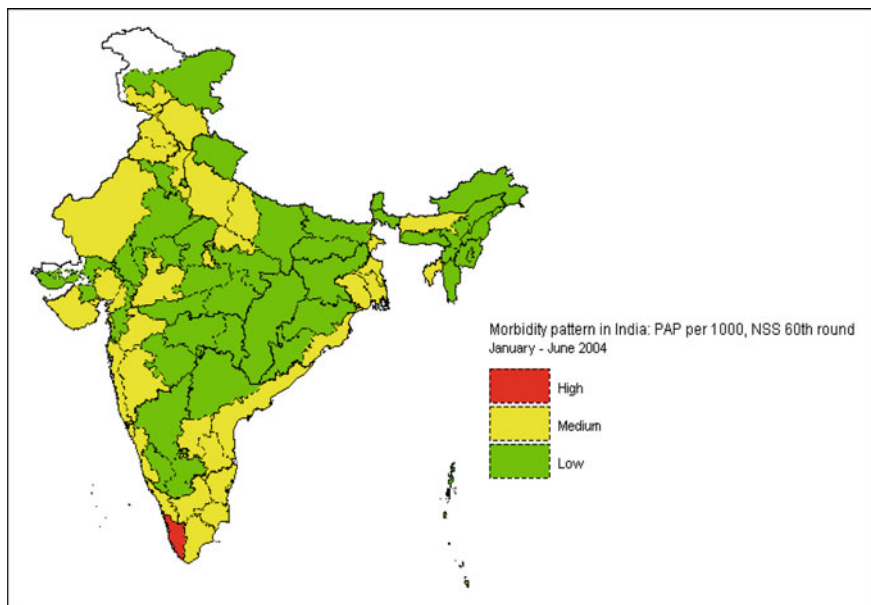 Morbidity pattern in India: PAP per 1000, NSS 60th round
January - June 2004
High
Medium
Low